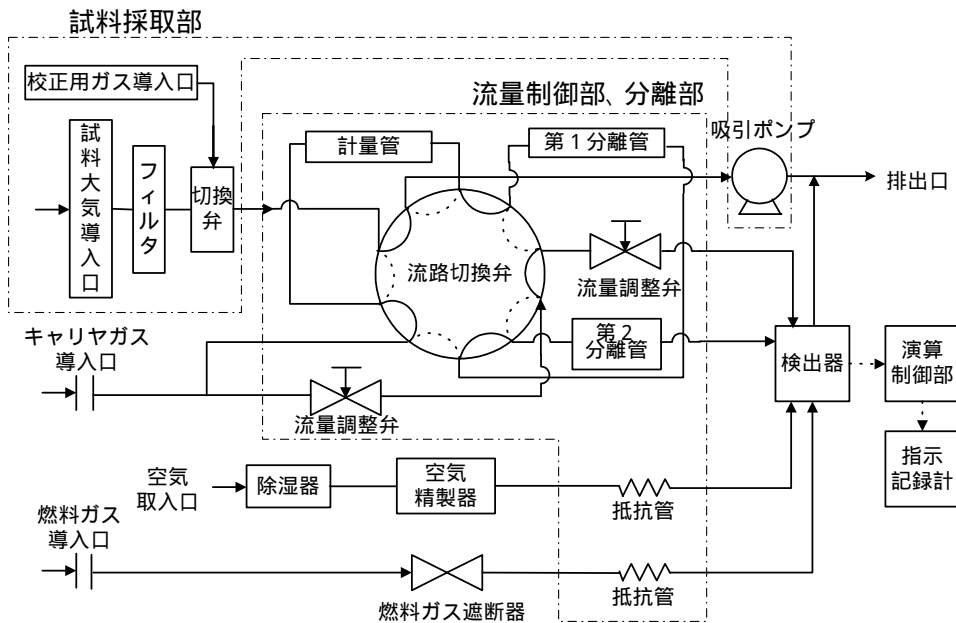 試料採取部
校正用ガス導入口
試料大気導入口
フィルタ
切換
弁
流量制御部、分離部
計量管
第1分離管
吸引ポンプ
排出口
流路切換弁
流量調整弁
第2
分離管
キャリヤガス
導入口
流量調整弁
検出器
演算
制御部
指示
記録計
空気
取入口
除湿器
空気
精製器
抵抗管
燃料ガス
導入口
燃料ガス遮断器
抵抗管